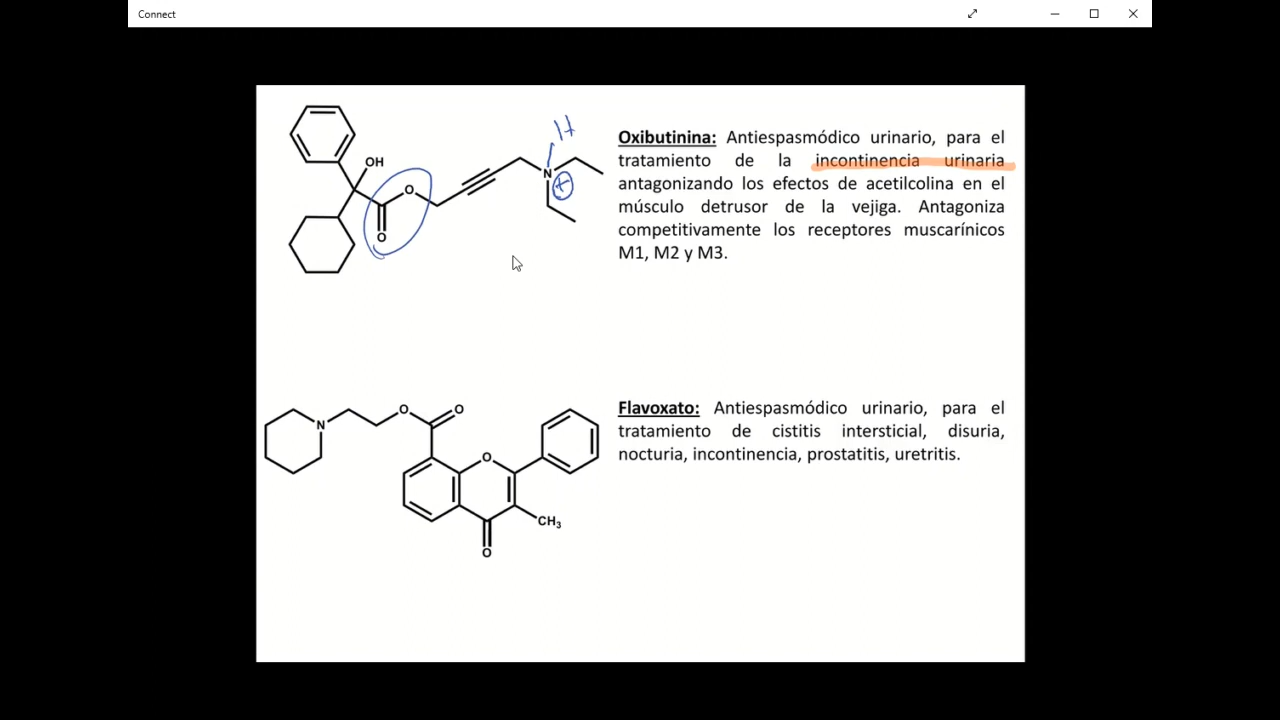 Connect
OH
O
O
N
H
+
Oxibutinina: Antiespasmódico urinario, para el
tratamiento de la incontinencia urinaria
antagonizando los efectos de acetilcolina en el
músculo detrusor de la vejiga. Antagoniza
competitivamente los receptores muscarínicos
M1, M2 y M3.
N
O
O
O
CH₃
O
Flavoxato: Antiespasmódico urinario, para el
tratamiento de cistitis intersticial, disuria,
nocturia, incontinencia, prostatitis, uretritis.